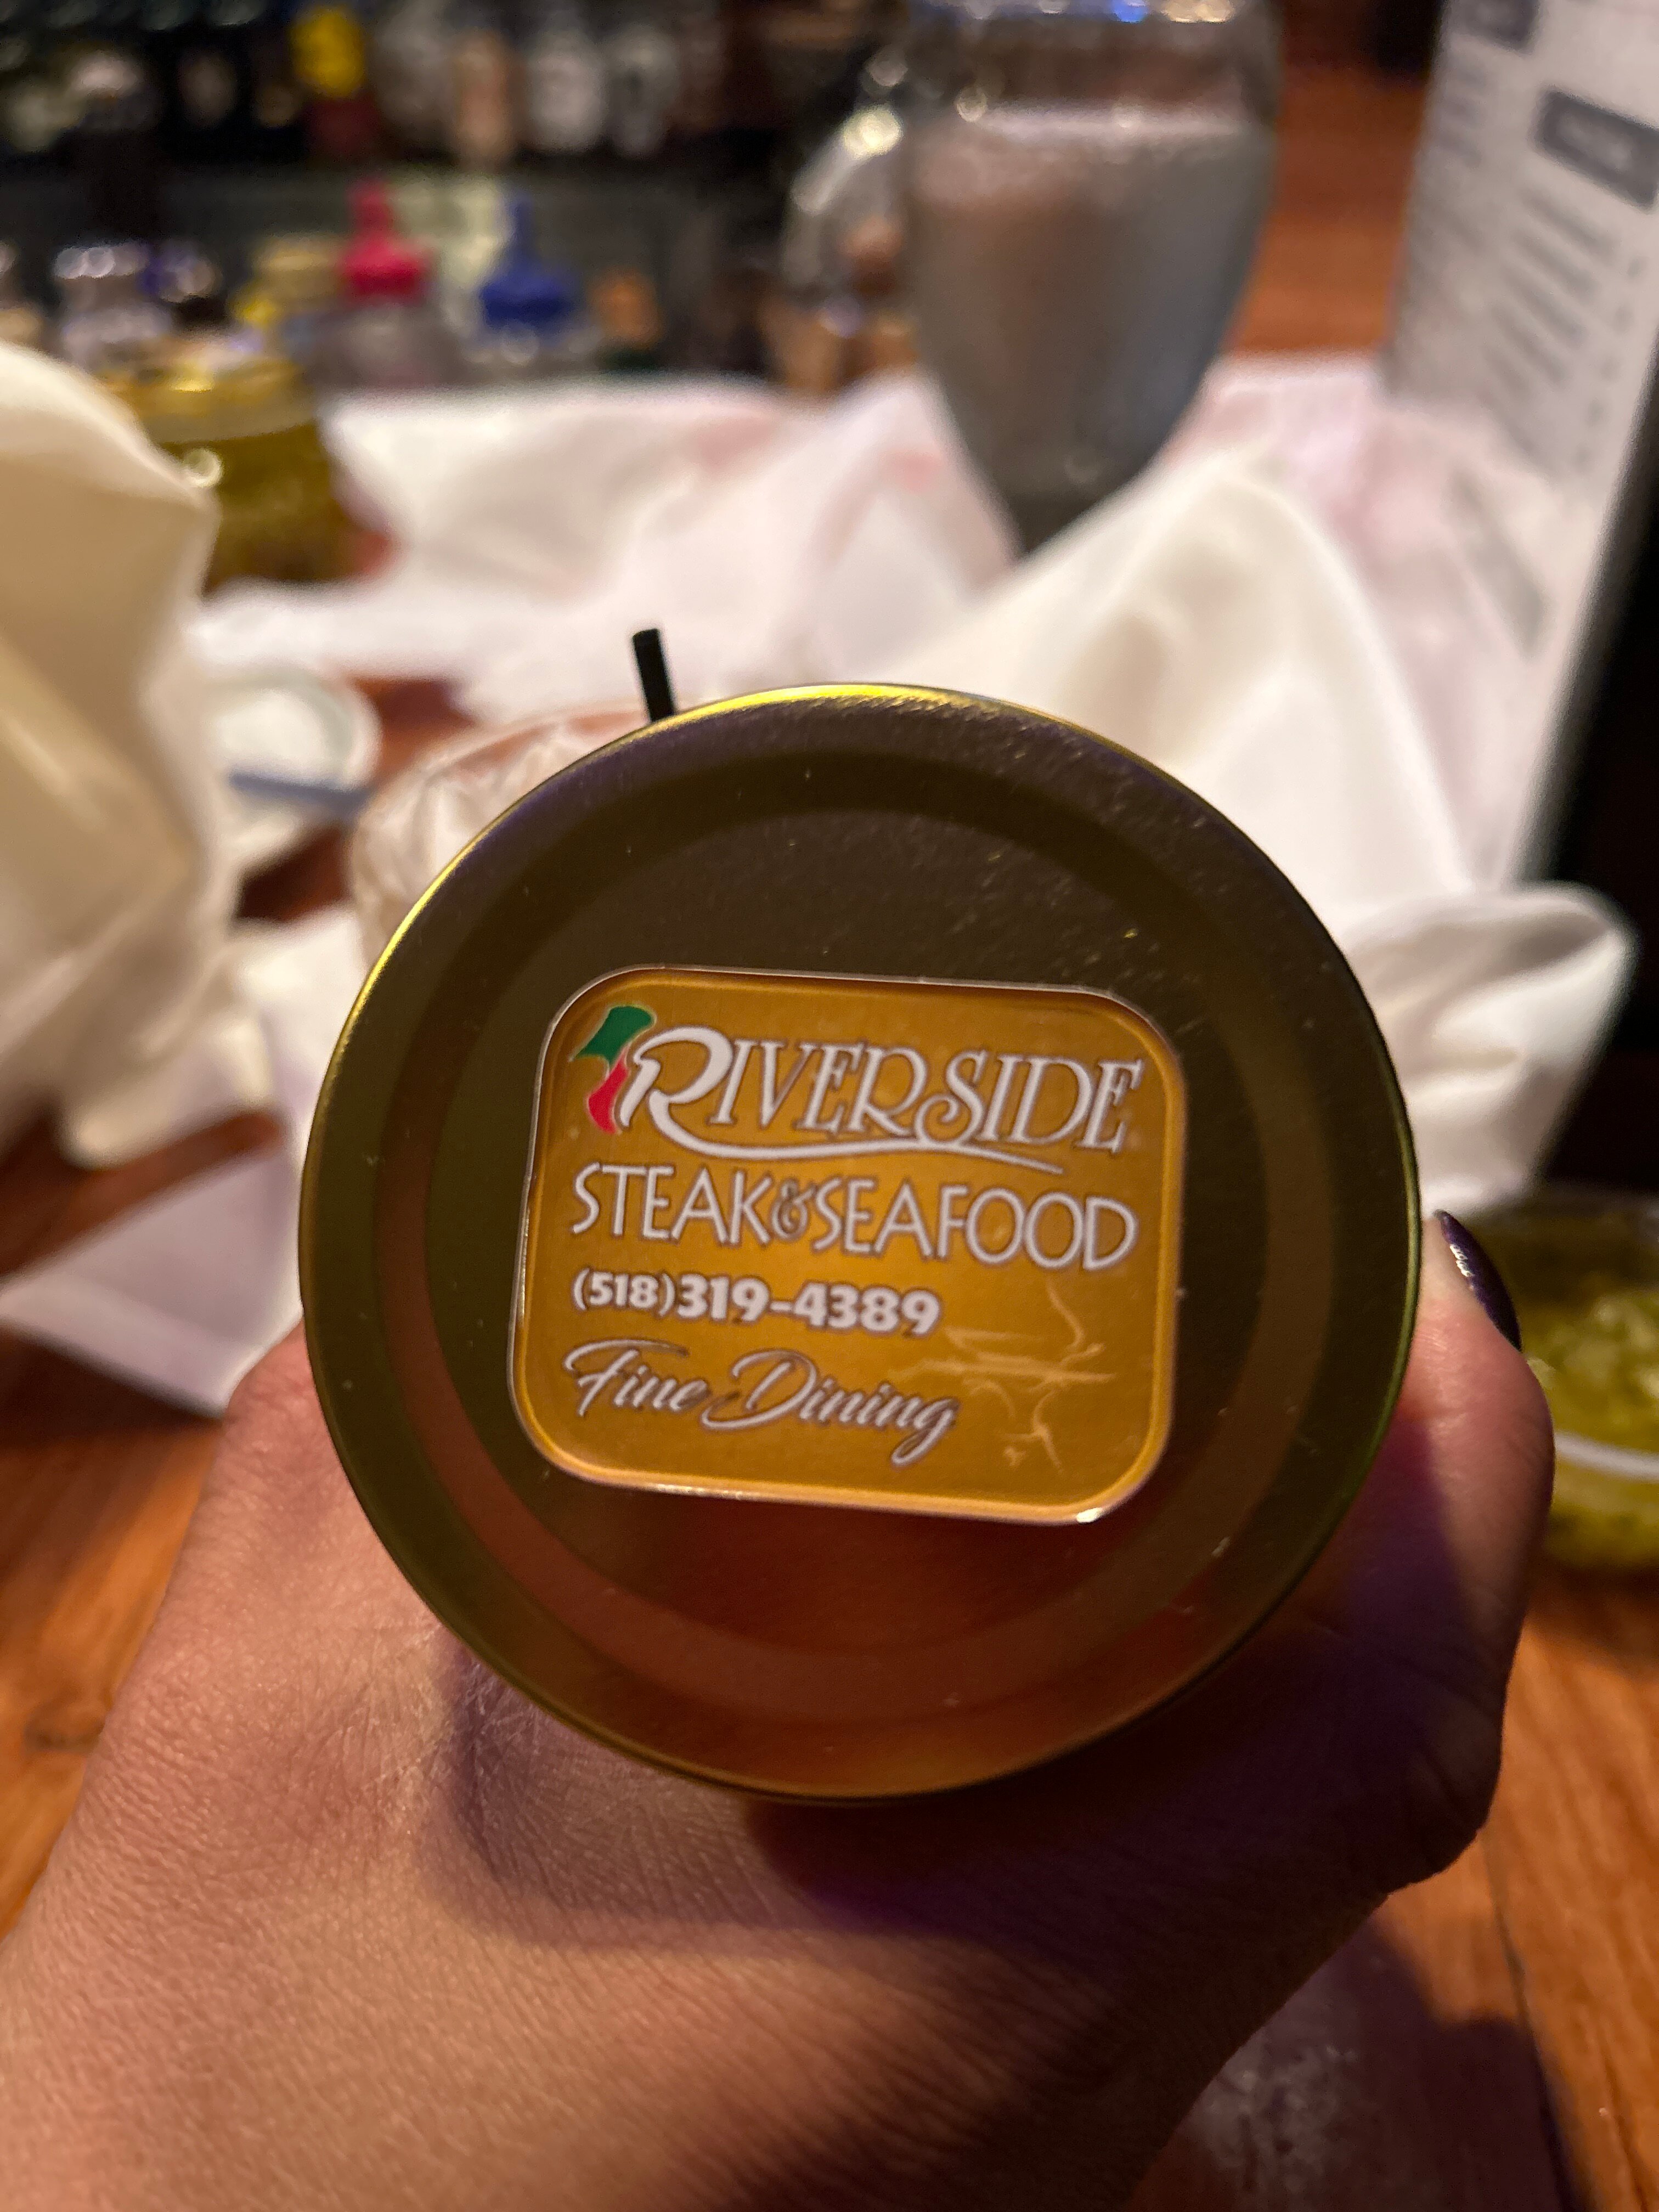 RIVERSIDE
STEAK & SEAFOOD
(518)319-4389
Fine Dining